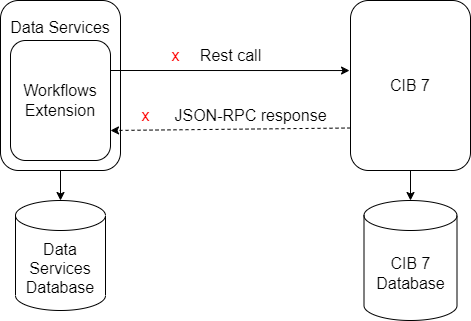 Data Services
Workflows
Extension
x Rest call
x JSON-RPC response
CIB 7
Data
Services
Database
CIB 7
Database